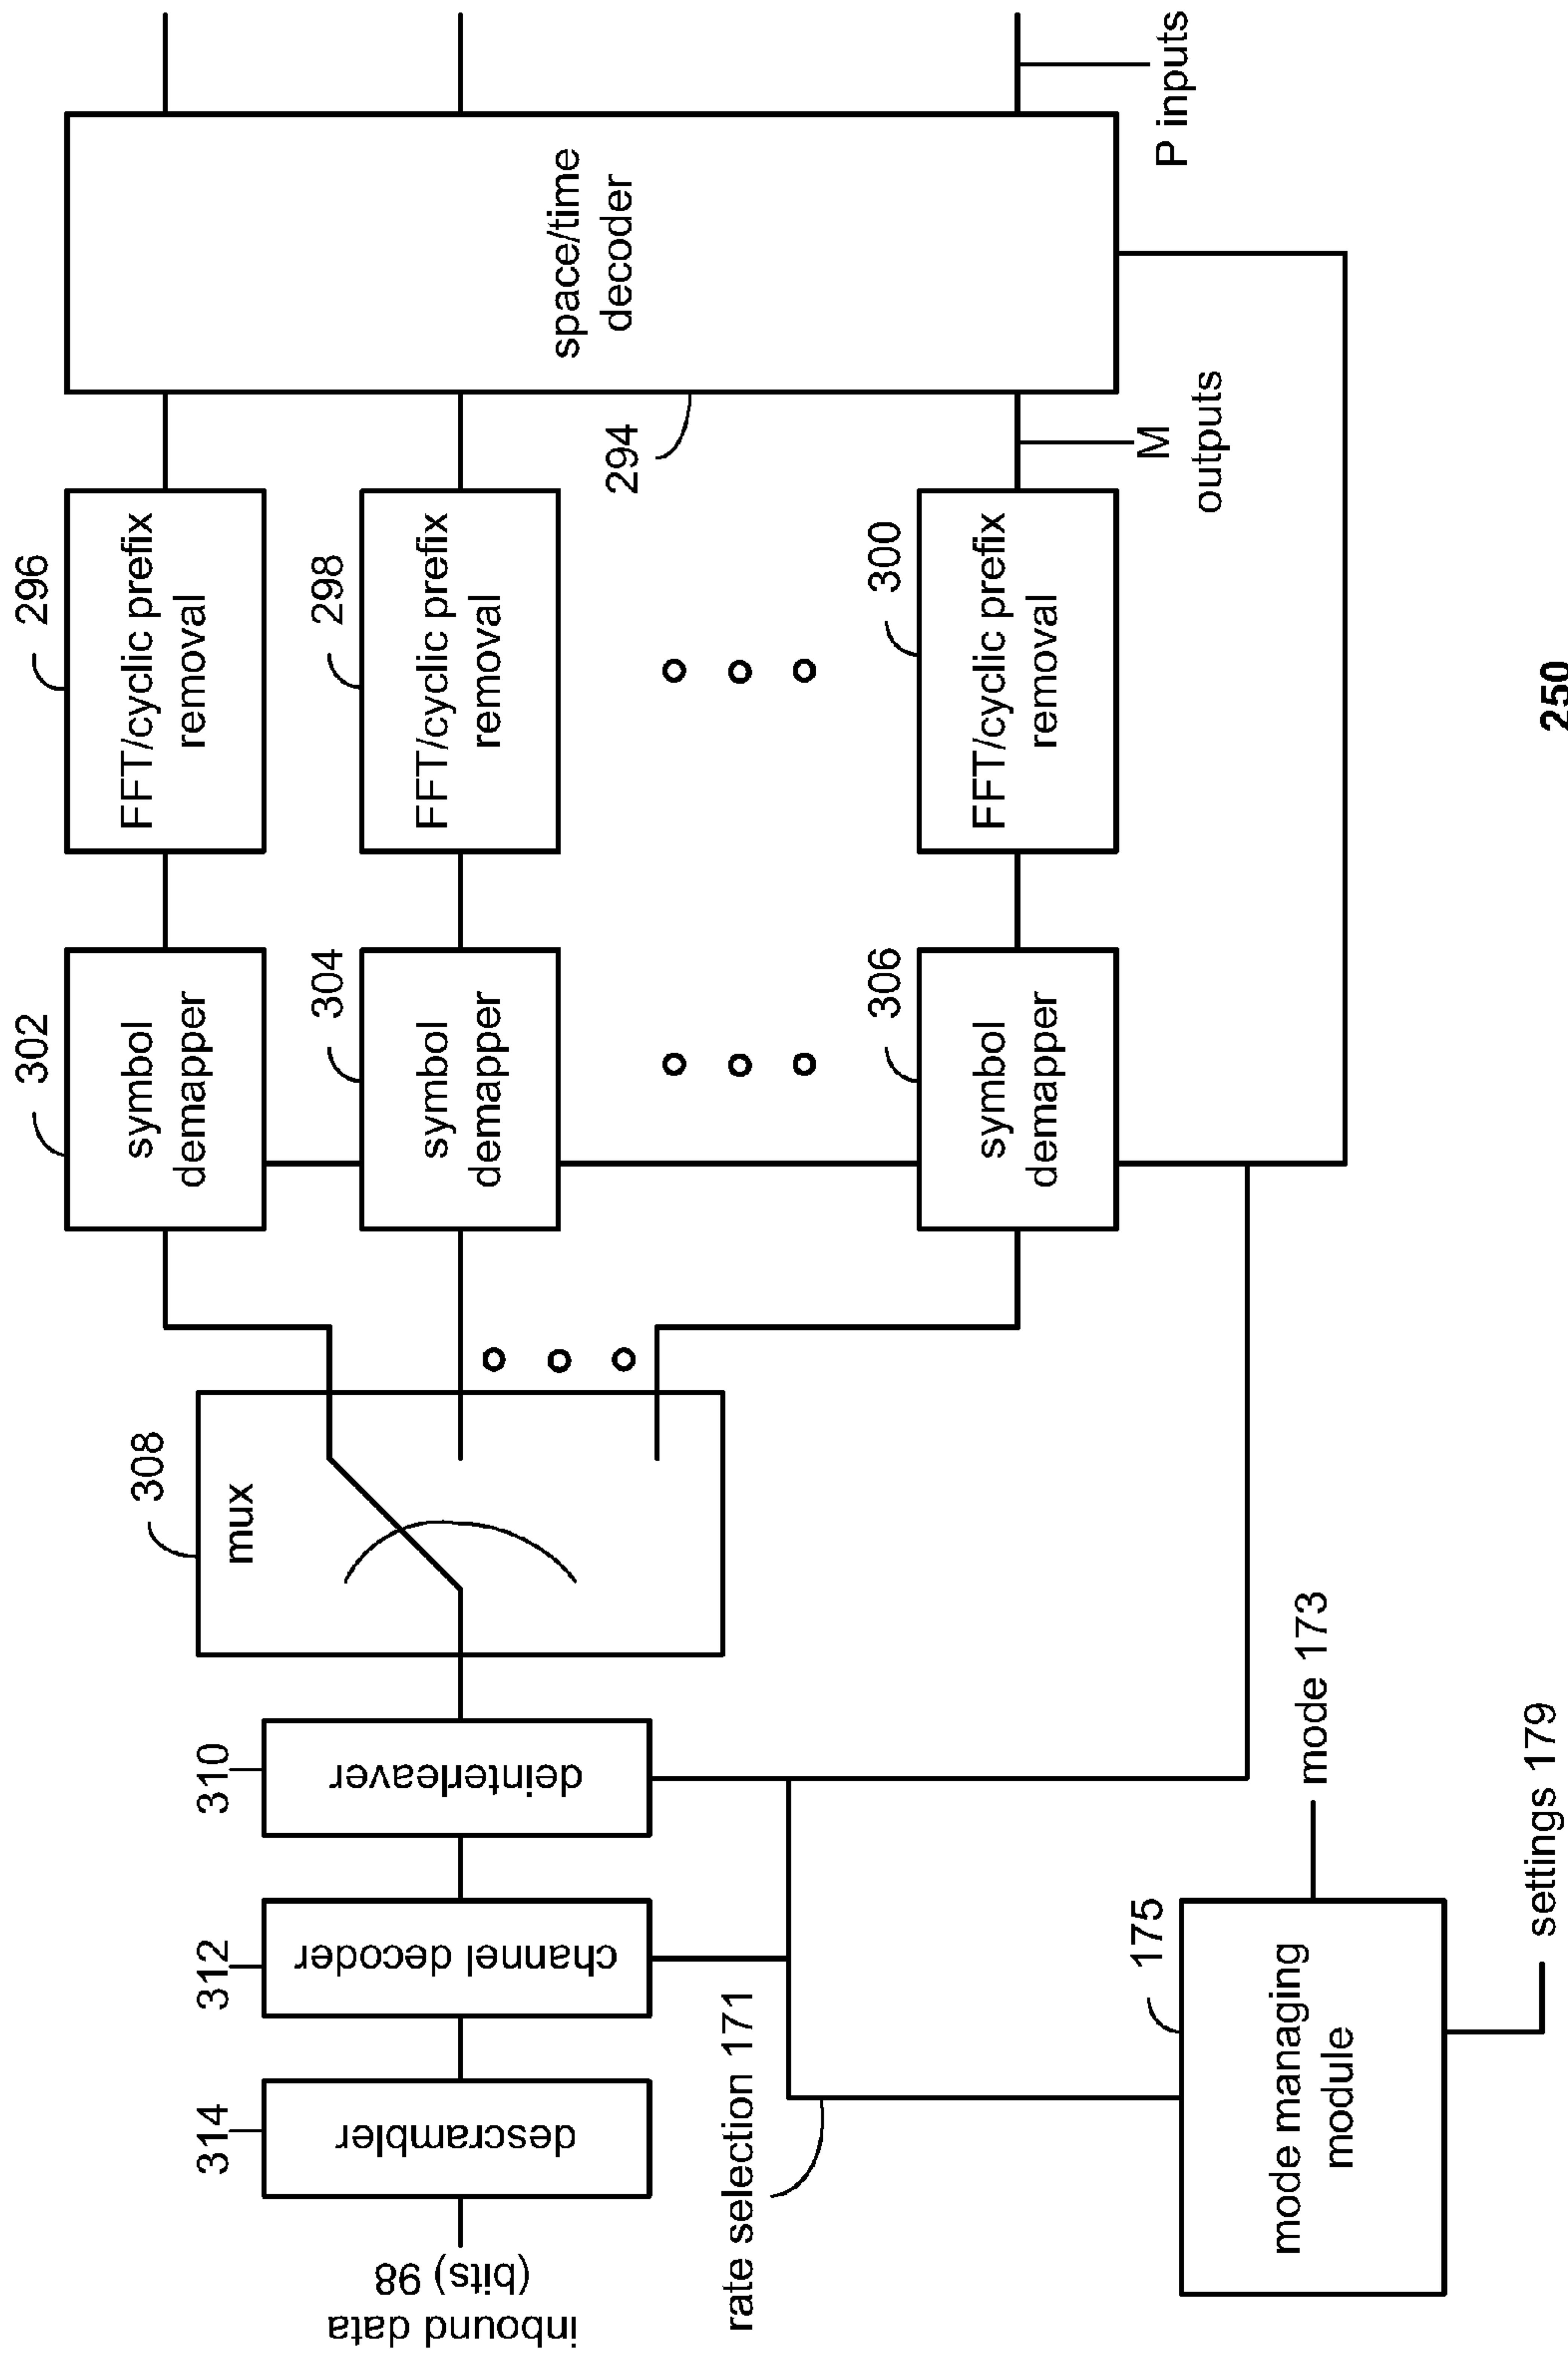 302
symbol
demapper
296
FFT/cyclic prefix
removal
304
symbol
demapper
298
FFT/cyclic prefix
removal
306
symbol
demapper
300
FFT/cyclic prefix
removal
space/time
decoder
294
M
outputs
P inputs
308
mux
310
deinterleaver
312
channel decoder
314
descrambler
inbound data
(bits) 98
rate selection 171
175
mode managing
module
mode 173
settings 179
250